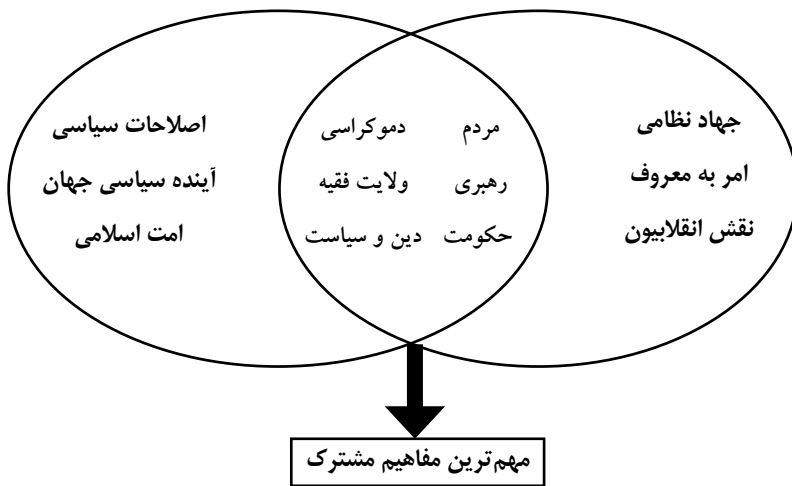 جهاد نظامی
امر به معروف
نقش انقلابیون
مردم دموکراسی
رهبری ولایت فقیه
حکومت دین و سیاست
اصلاحات سیاسی
آینده سیاسی جهان
امت اسلامی
مهم‌ترین مفاهیم مشترک